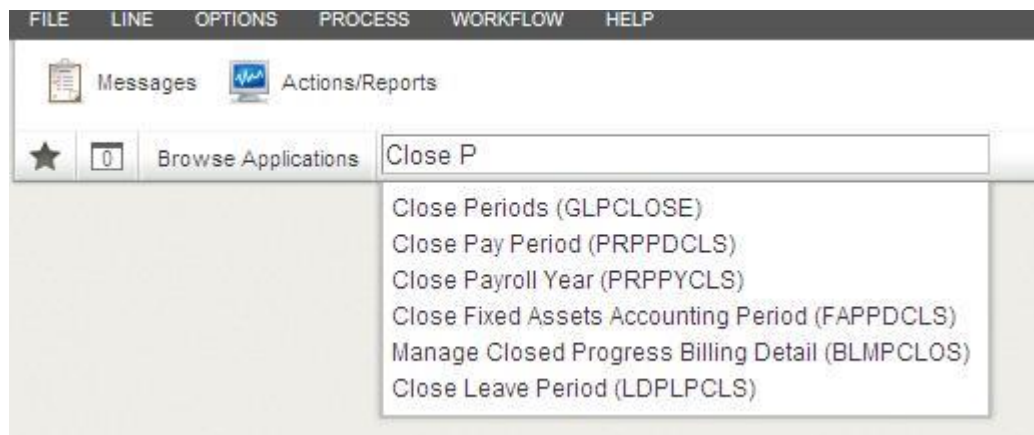 FILE LINE OPTIONS PROCESS WORKFLOW HELP
Messages Actions/Reports
0 Browse Applications Close P
Close Periods (GLPCLOSE)
Close Pay Period (PRPPDCLS)
Close Payroll Year (PRPPYCLS)
Close Fixed Assets Accounting Period (FAPPDCLS)
Manage Closed Progress Billing Detail (BLMPCLOS)
Close Leave Period (LDPLPCLS)